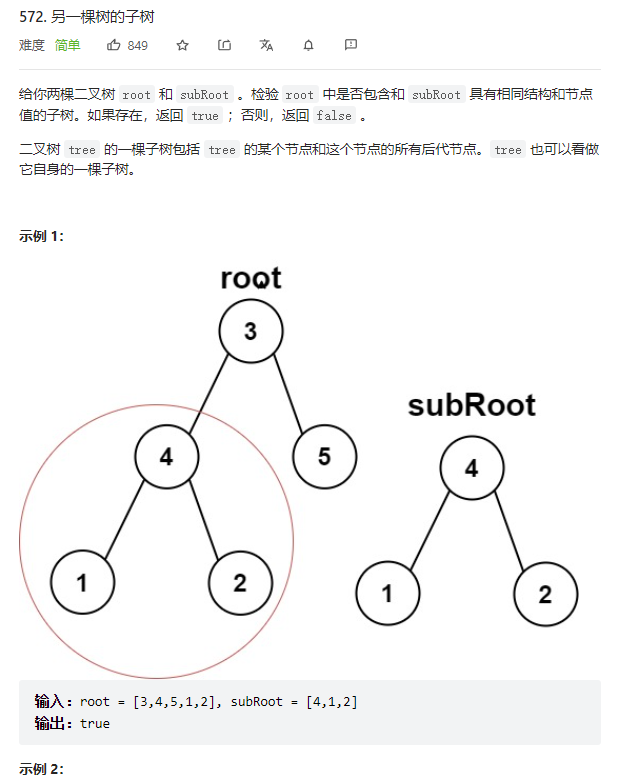 572. 另一棵树的子树
难度 简单 849
给你两棵二叉树 root 和 subRoot 。检验 root 中是否包含和 subRoot 具有相同结构和节点
值的子树。如果存在，返回 true ；否则，返回 false 。
二叉树 tree 的一棵子树包括 tree 的某个节点和这个节点的所有后代节点。tree 也可以看做
它自身的一棵子树。
示例 1：
root
3
subRoot
4
5
4
1
2
1
2
输入：root = [3,4,5,1,2], subRoot = [4,1,2]
输出：true
示例 2：